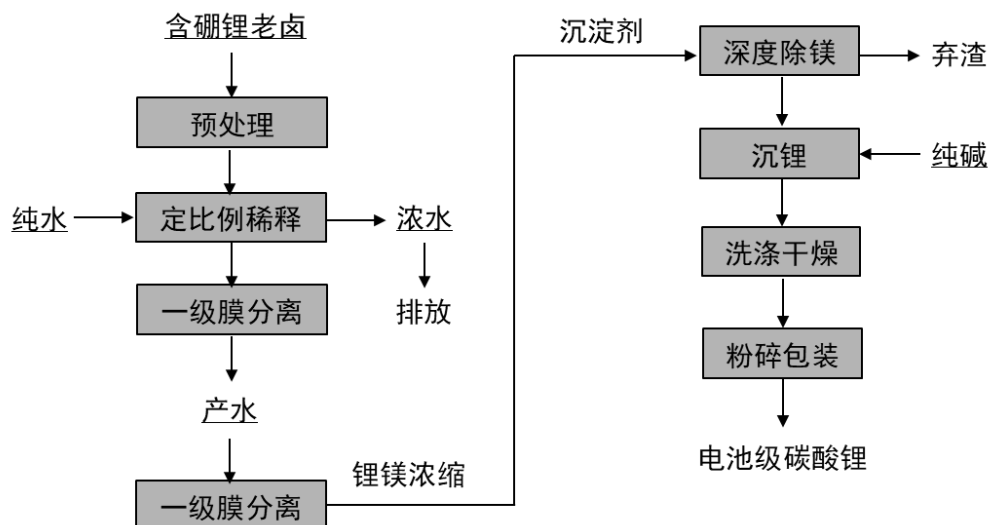 含硼锂老卤
预处理
纯水
定比例稀释
浓水
排放
一级膜分离
产水
一级膜分离
锂镁浓缩
沉淀剂
深度除镁
弃渣
沉锂
纯碱
洗涤干燥
粉碎包装
电池级碳酸锂